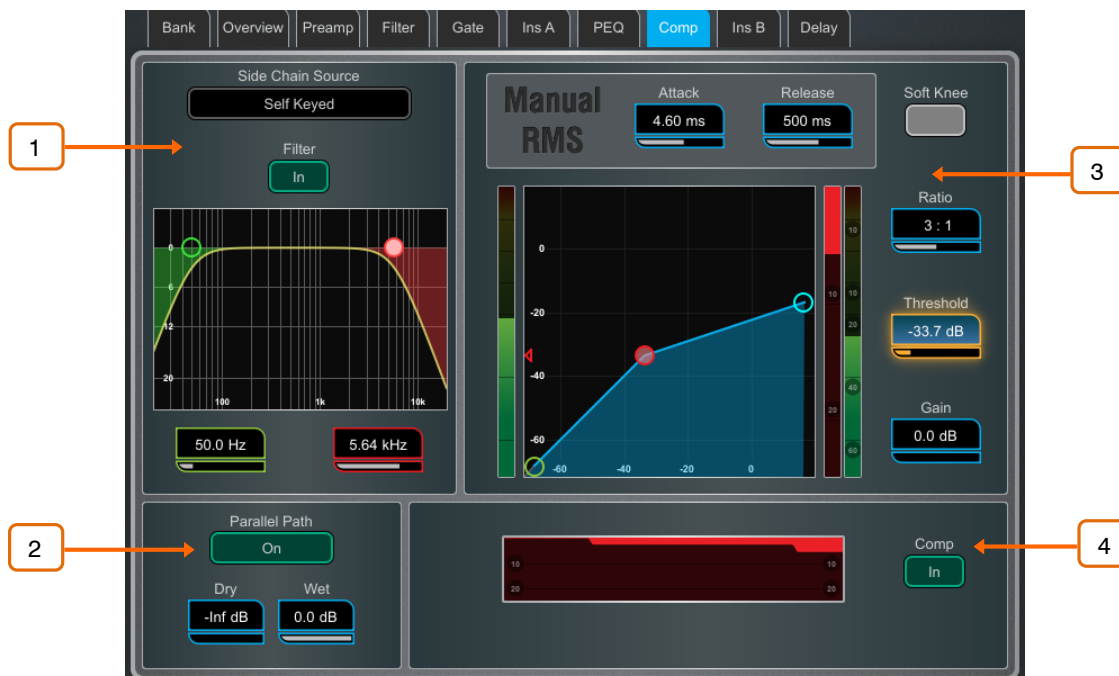 Bank Overview Preamp Filter Gate Ins A PEQ Comp Ins B Delay
1
Side Chain Source
Self Keyed
Filter
In
0
6
12
20
100 1k 10k
50.0 Hz 5.64 kHz
Manual
RMS
Attack
4.60 ms
Release
500 ms
Soft Knee
3
0
-20
-40
-60
-60 -40 -20 0
10
20
10
10
20
40
60
Ratio
3 : 1
Threshold
-33.7 dB
Gain
0.0 dB
2
Parallel Path
On
Dry Wet
-Inf dB 0.0 dB
10 10
20 20
Comp
In
4